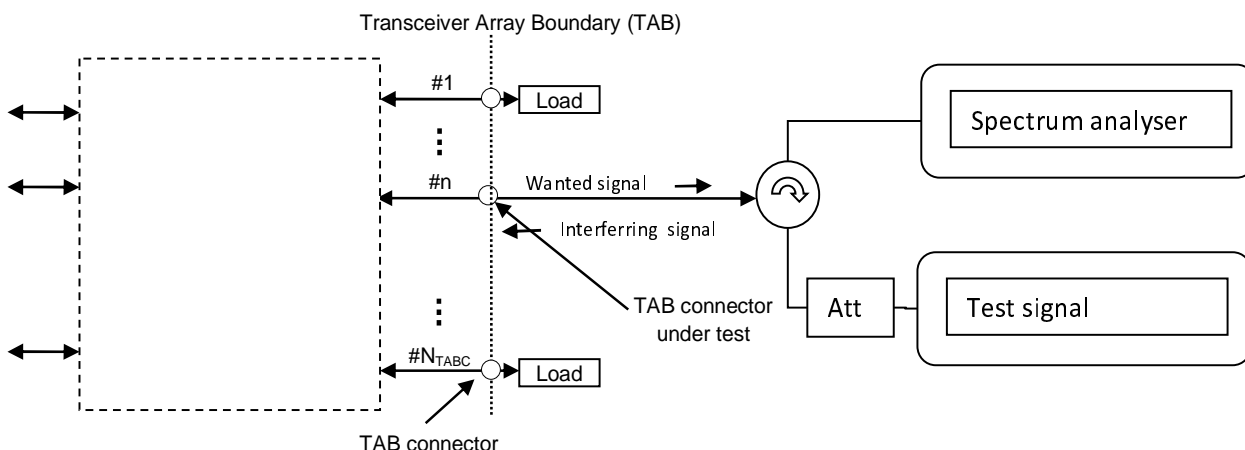 Transceiver Array Boundary (TAB)
#1
Load
Spectrum analyser
#n
Wanted signal
Interferring signal
TAB connector
under test
Att
Test signal
#NTABC
Load
TAB connector